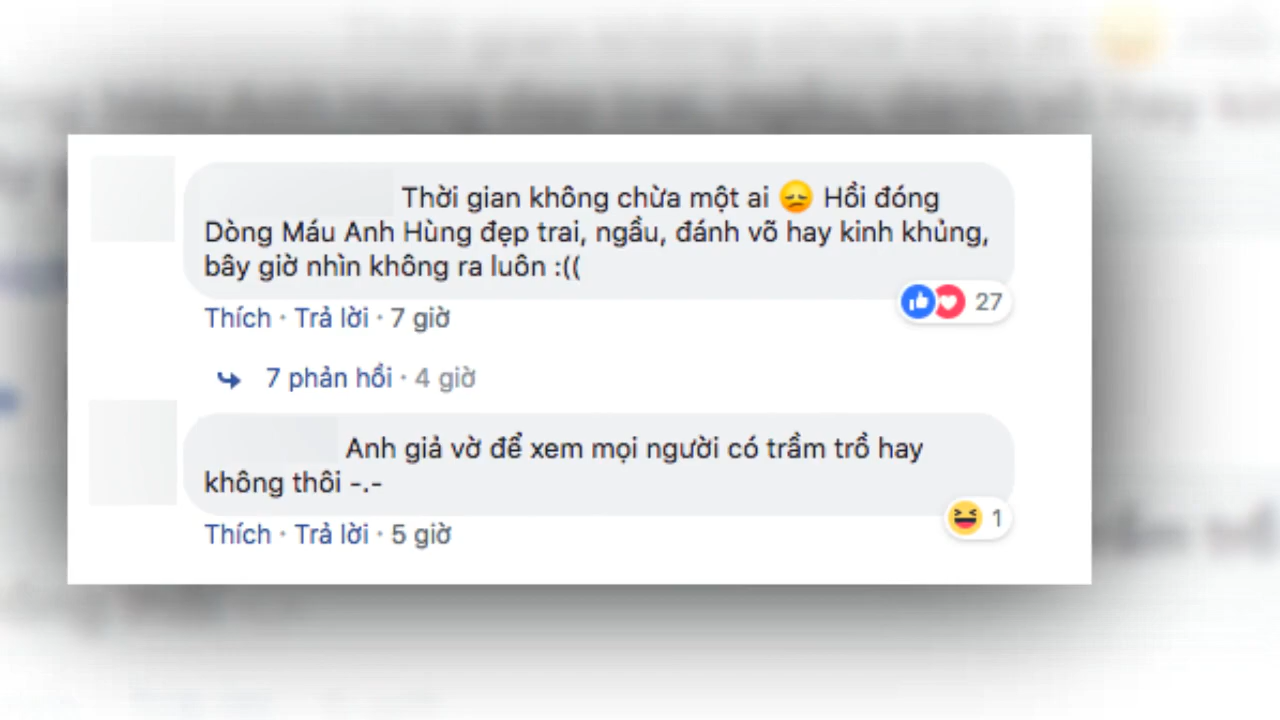 Thời gian không chừa một ai 😞 Hồi đóng
Dòng Máu Anh Hùng đẹp trai, ngầu, đánh võ hay kinh khủng,
bây giờ nhìn không ra luôn :((
27
Thích · Trả lời · 7 giờ
7 phản hồi · 4 giờ
Anh giả vờ để xem mọi người có trầm trồ hay
không thôi -.-
1
Thích · Trả lời · 5 giờ